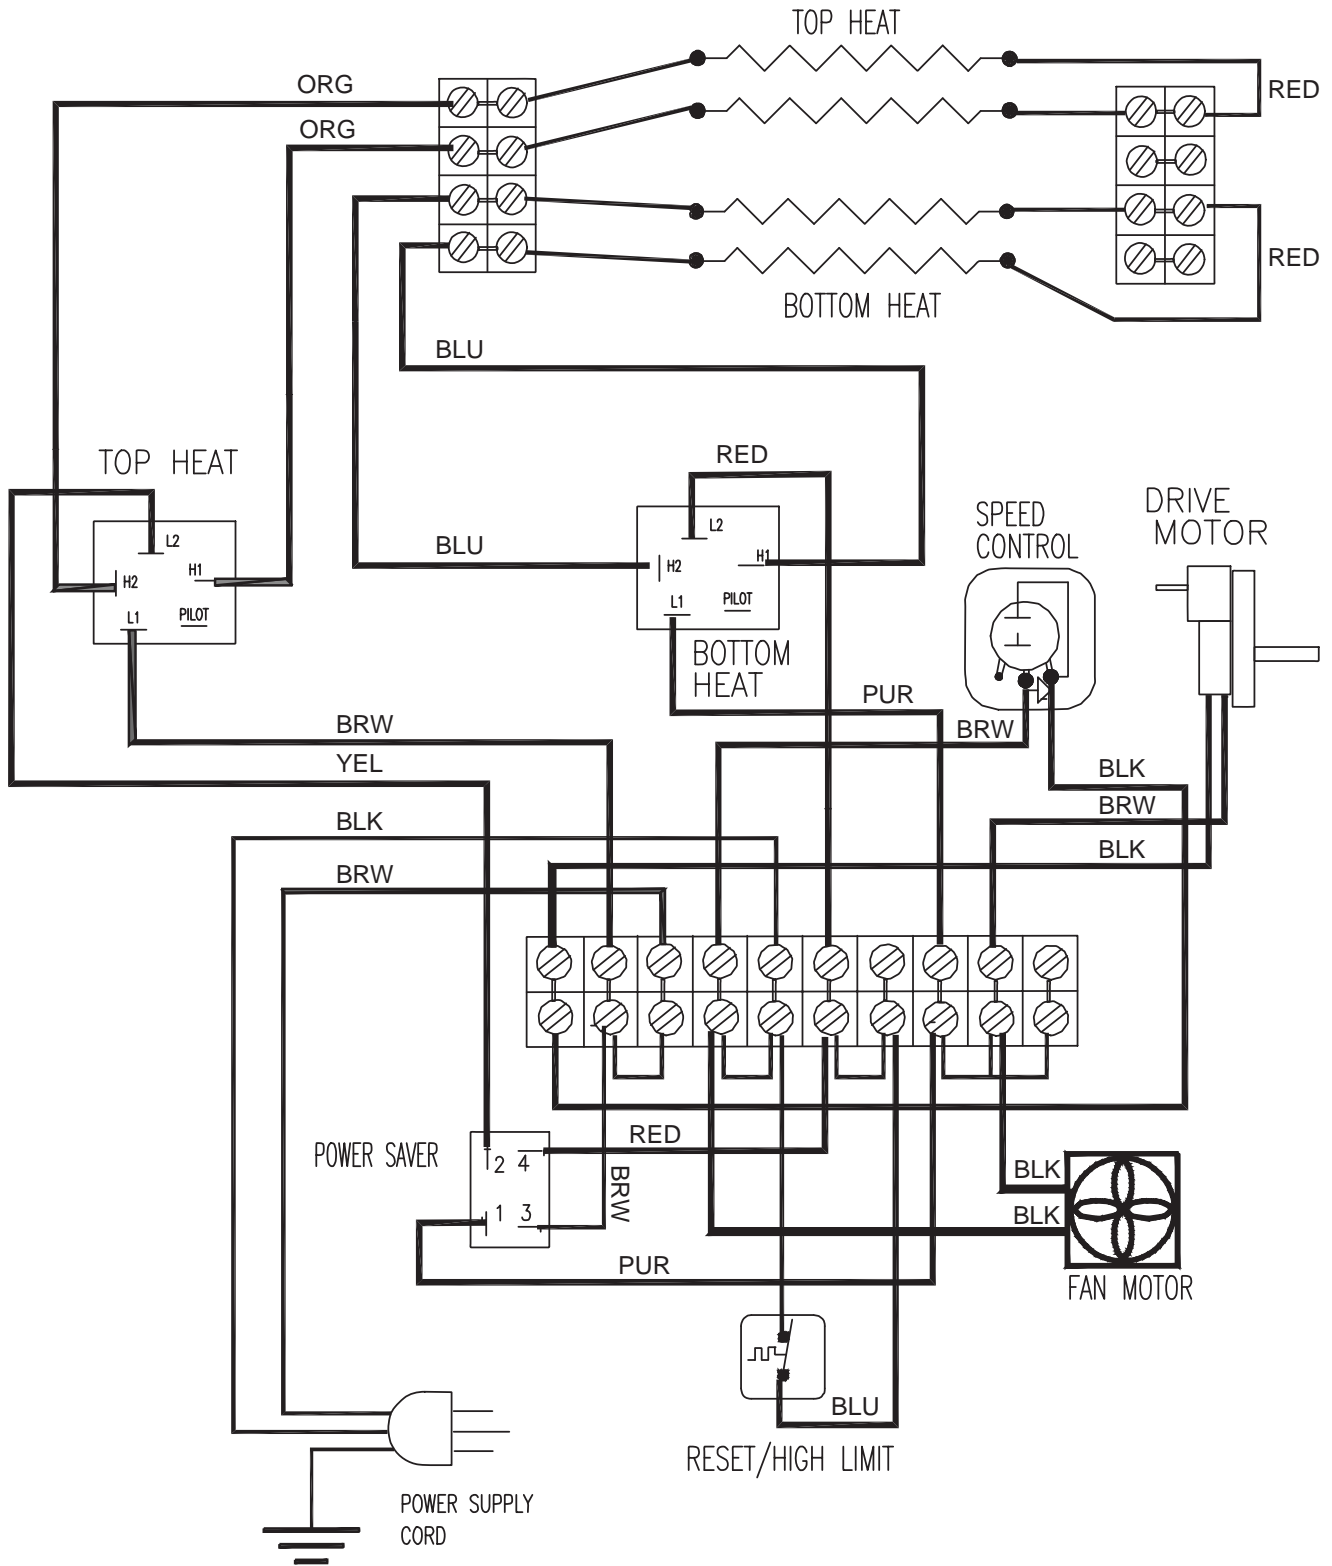 TOP HEAT
ORG
RED
ORG
RED
BOTTOM HEAT
BLU
TOP HEAT
RED
DRIVE
MOTOR
SPEED
CONTROL
L2
H1
H2
L1
PILOT
BLU
L2
H1
H2
L1
PILOT
BOTTOM
HEAT
PUR
BRW
BRW
YEL
BLK
BRW
BLK
BLK
BRW
POWER SAVER
2 4
1 3
RED
BRW
BLK
BLK
PUR
FAN MOTOR
BLU
RESET/HIGH LIMIT
POWER SUPPLY
CORD